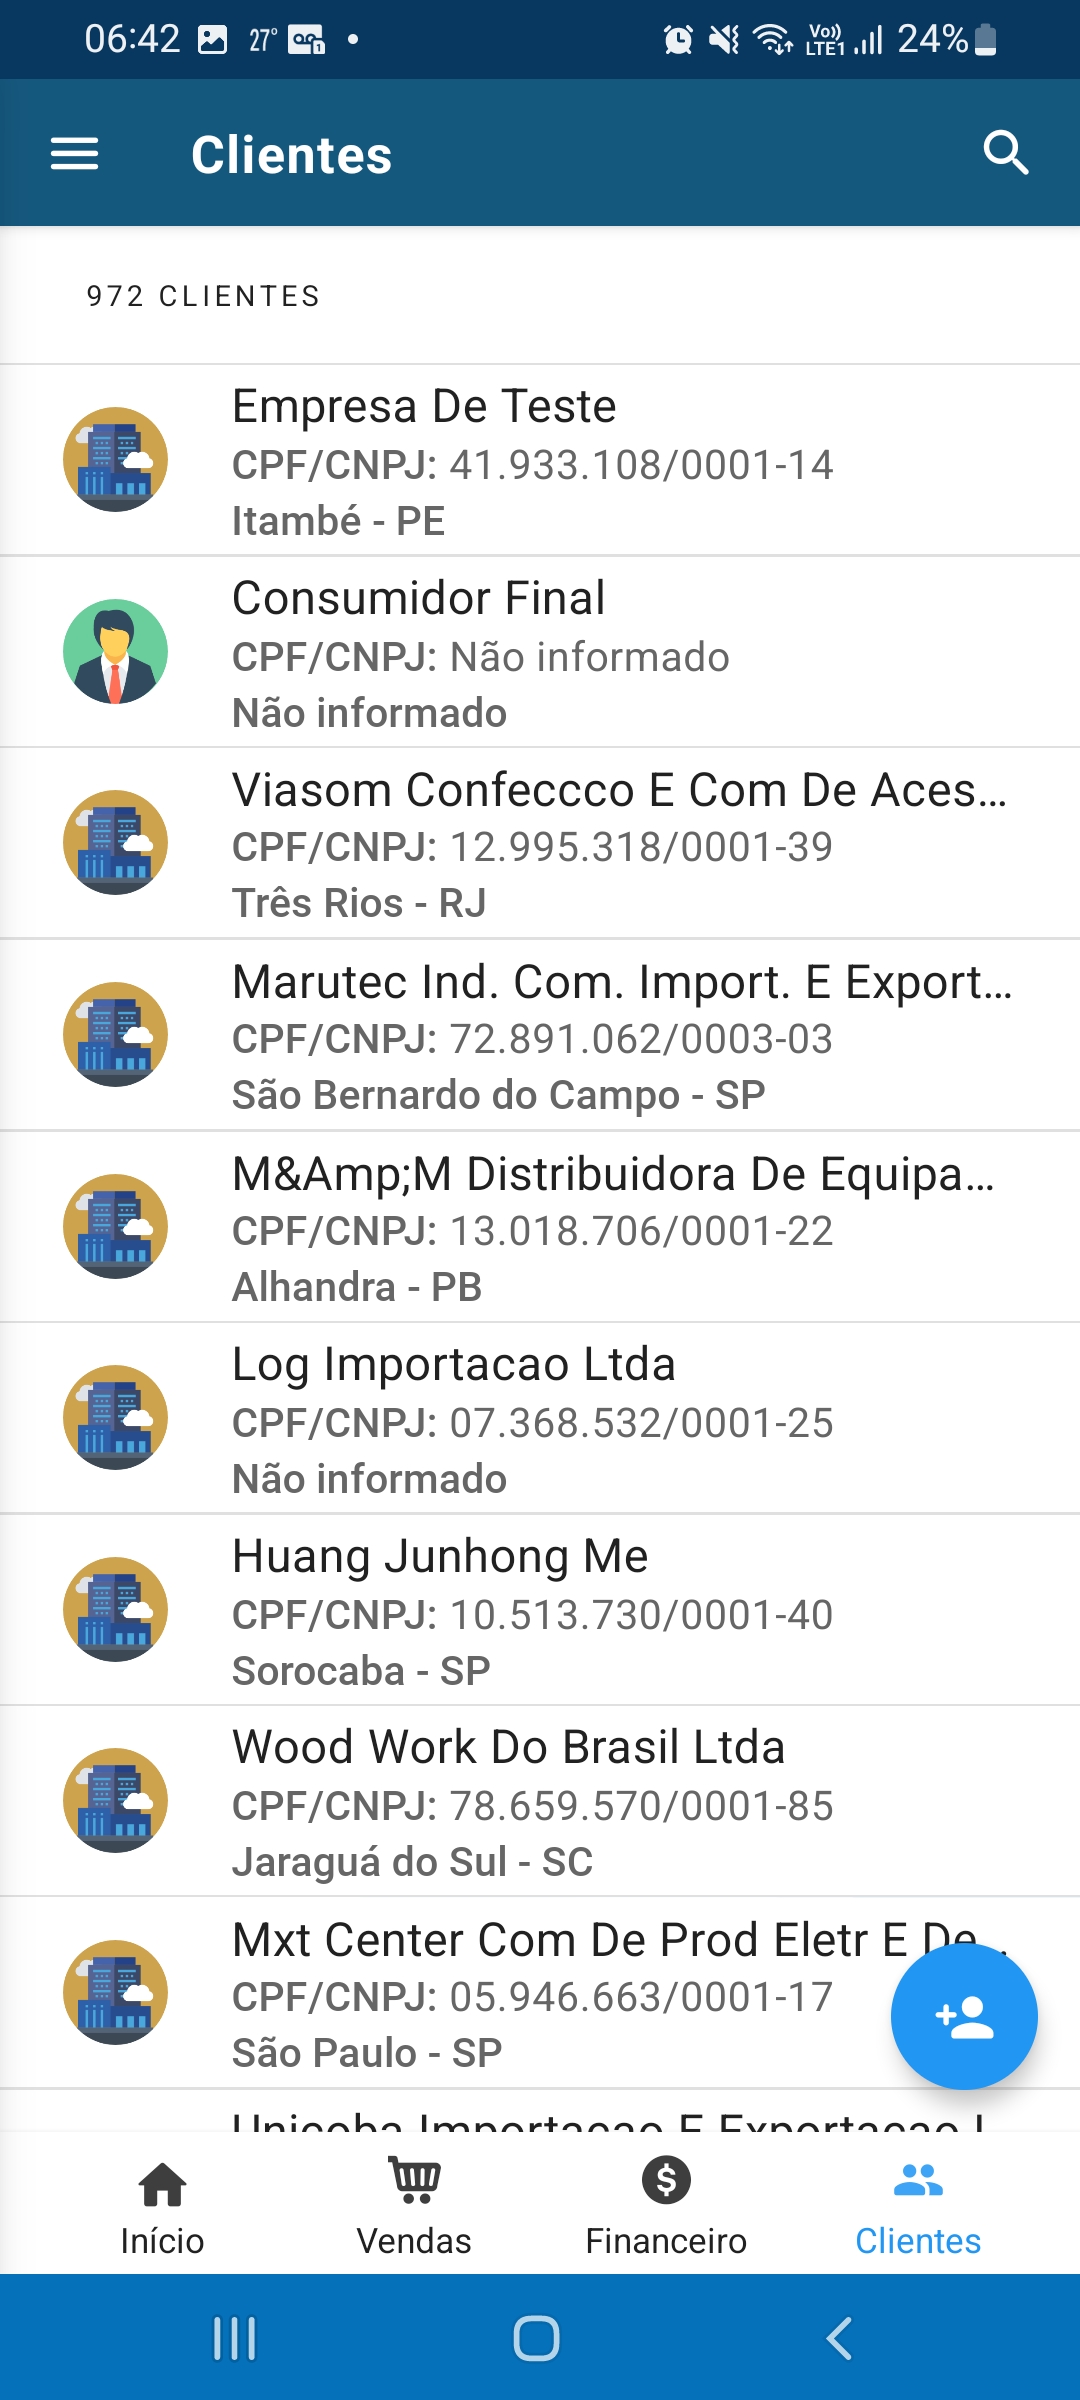 06:42 27° 1 Vo)) LTE1 24%
Clientes
972 CLIENTES
Empresa De Teste
CPF/CNPJ: 41.933.108/0001-14
Itambé - PE
Consumidor Final
CPF/CNPJ: Não informado
Não informado
Viasom Confeccco E Com De Aces...
CPF/CNPJ: 12.995.318/0001-39
Três Rios - RJ
Marutec Ind. Com. Import. E Export...
CPF/CNPJ: 72.891.062/0003-03
São Bernardo do Campo - SP
M&Amp;M Distribuidora De Equipa...
CPF/CNPJ: 13.018.706/0001-22
Alhandra - PB
Log Importacao Ltda
CPF/CNPJ: 07.368.532/0001-25
Não informado
Huang Junhong Me
CPF/CNPJ: 10.513.730/0001-40
Sorocaba - SP
Wood Work Do Brasil Ltda
CPF/CNPJ: 78.659.570/0001-85
Jaraguá do Sul - SC
Mxt Center Com De Prod Eletr E De...
CPF/CNPJ: 05.946.663/0001-17
São Paulo - SP
Unicoba Importacao E Exportacao
Início Vendas Financeiro Clientes